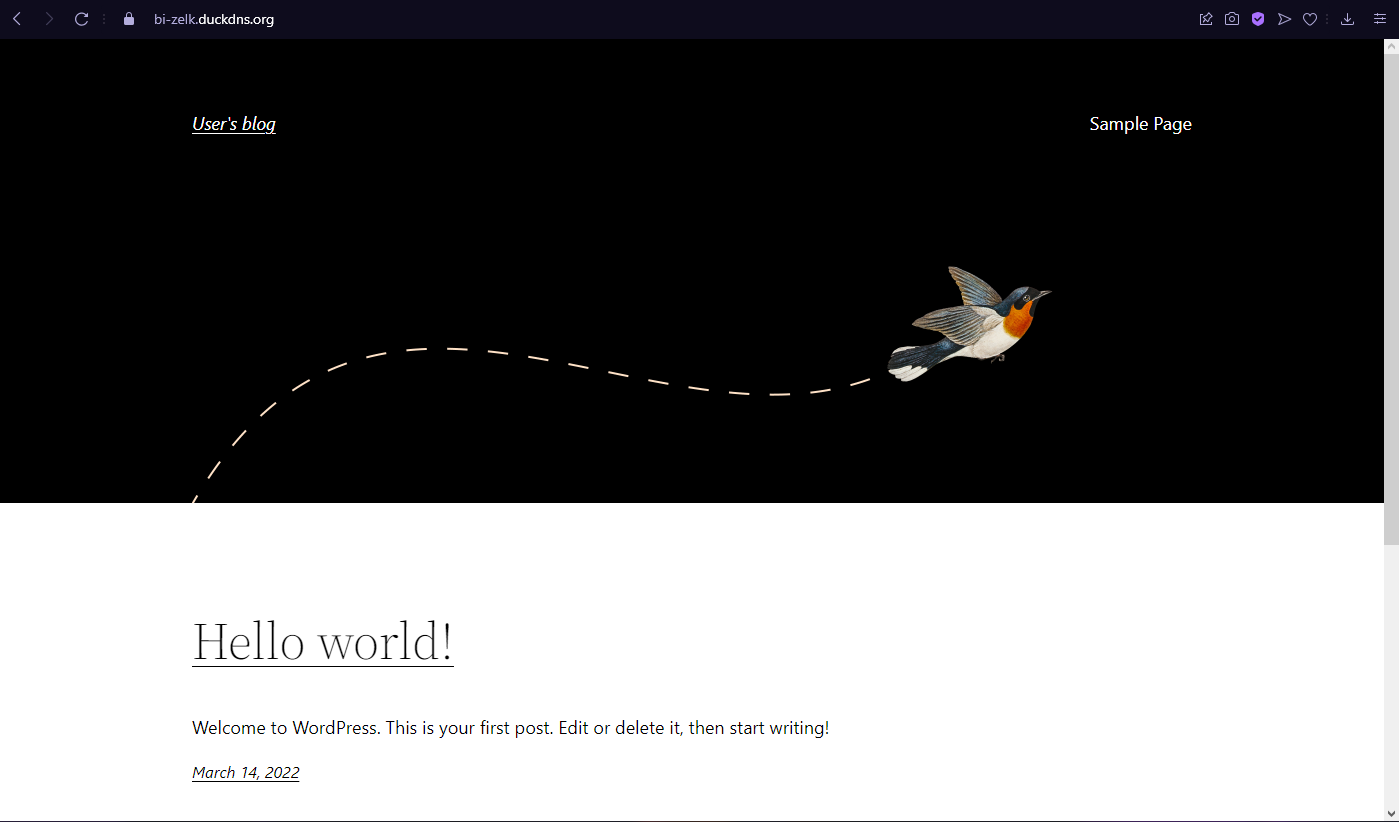 bi-zelk.duckdns.org
User's blog
Sample Page
Hello world!
Welcome to WordPress. This is your first post. Edit or delete it, then start writing!
March 14, 2022